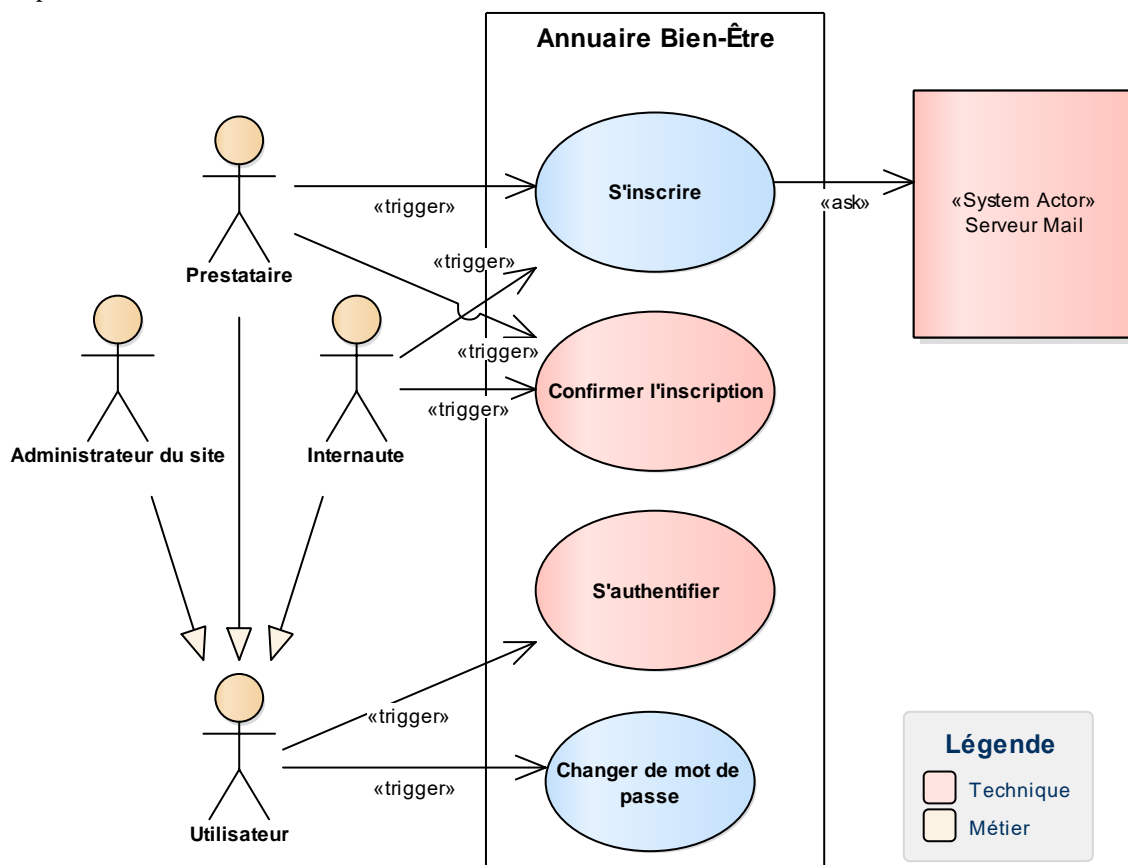 Annuaire Bien-Être
S'inscrire
«trigger»
«ask»
«System Actor»
Serveur Mail
Prestataire
«trigger»
«trigger»
Confirmer l'inscription
«trigger»
Administrateur du site
Internaute
S'authentifier
«trigger»
Changer de mot de
passe
«trigger»
Utilisateur
Légende
Technique
Métier